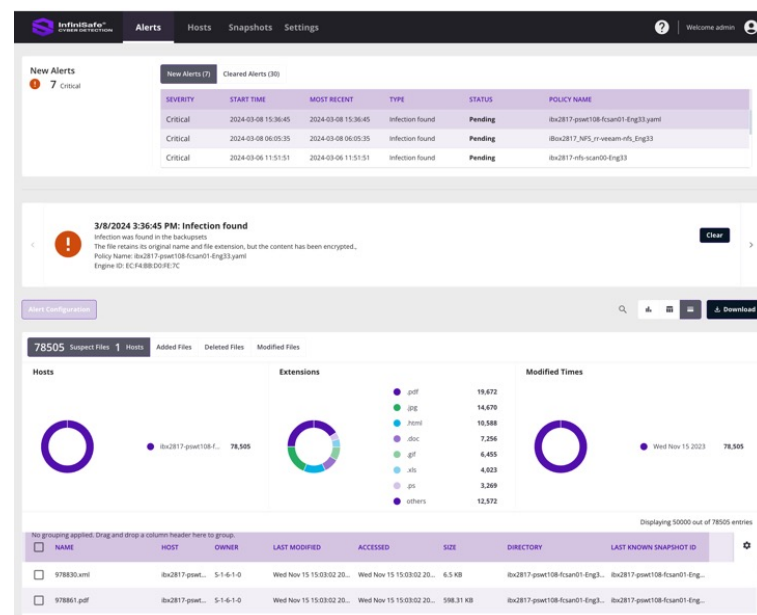 InfiniSafe® Alerts Hosts Snapshots Settings ? Welcome admin
CYBER DETECTION
New Alerts
7 Critical
New Alerts (7) Cleared Alerts (30)
SEVERITY START TIME MOST RECENT TYPE STATUS POLICY NAME
Critical 2024-03-08 15:36:45 2024-03-08 15:36:45 Infection found Pending ibx2817-pswt108-fcsan01-Eng33.yaml
Critical 2024-03-08 06:05:35 2024-03-08 06:05:35 Infection found Pending iBox2817_NFS_rr-veeam-nfs_Eng33
Critical 2024-03-06 11:51:51 2024-03-06 11:51:51 Infection found Pending ibx2817-nfs-scan00-Eng33
3/8/2024 3:36:45 PM: Infection found
Infection was found in the backupsets
The file retains its original name and file extension, but the content has been encrypted..
Policy Name: ibx2817-pswt108-fcsan01-Eng33.yaml
Engine ID: EC:F4:BB:D0:FE:7C
Clear
Alert Configuration
Download
78505 Suspect Files 1 Hosts Added Files Deleted Files Modified Files
Hosts
ibx2817-pswt108-f... 78,505
Extensions
.pdf 19,672
.jpg 14,670
.html 10,588
.doc 7,256
.gif 6,455
.xls 4,023
.ps 3,269
others 12,572
Modified Times
Wed Nov 15 2023 78,505
Displaying 50000 out of 78505 entries
No grouping applied. Drag and drop a column header here to group.
NAME HOST OWNER LAST MODIFIED ACCESSED SIZE DIRECTORY LAST KNOWN SNAPSHOT ID
978830.xml ibx2817-pswt... S-1-6-1-0 Wed Nov 15 15:03:02 20... Wed Nov 15 15:03:02 20... 6.5 KB ibx2817-pswt108-fcsan01-Eng3... ibx2817-pswt108-fcsan01-Eng...
978861.pdf ibx2817-pswt... S-1-6-1-0 Wed Nov 15 15:03:02 20... Wed Nov 15 15:03:02 20... 598.31 KB ibx2817-pswt108-fcsan01-Eng3... ibx2817-pswt108-fcsan01-Eng...